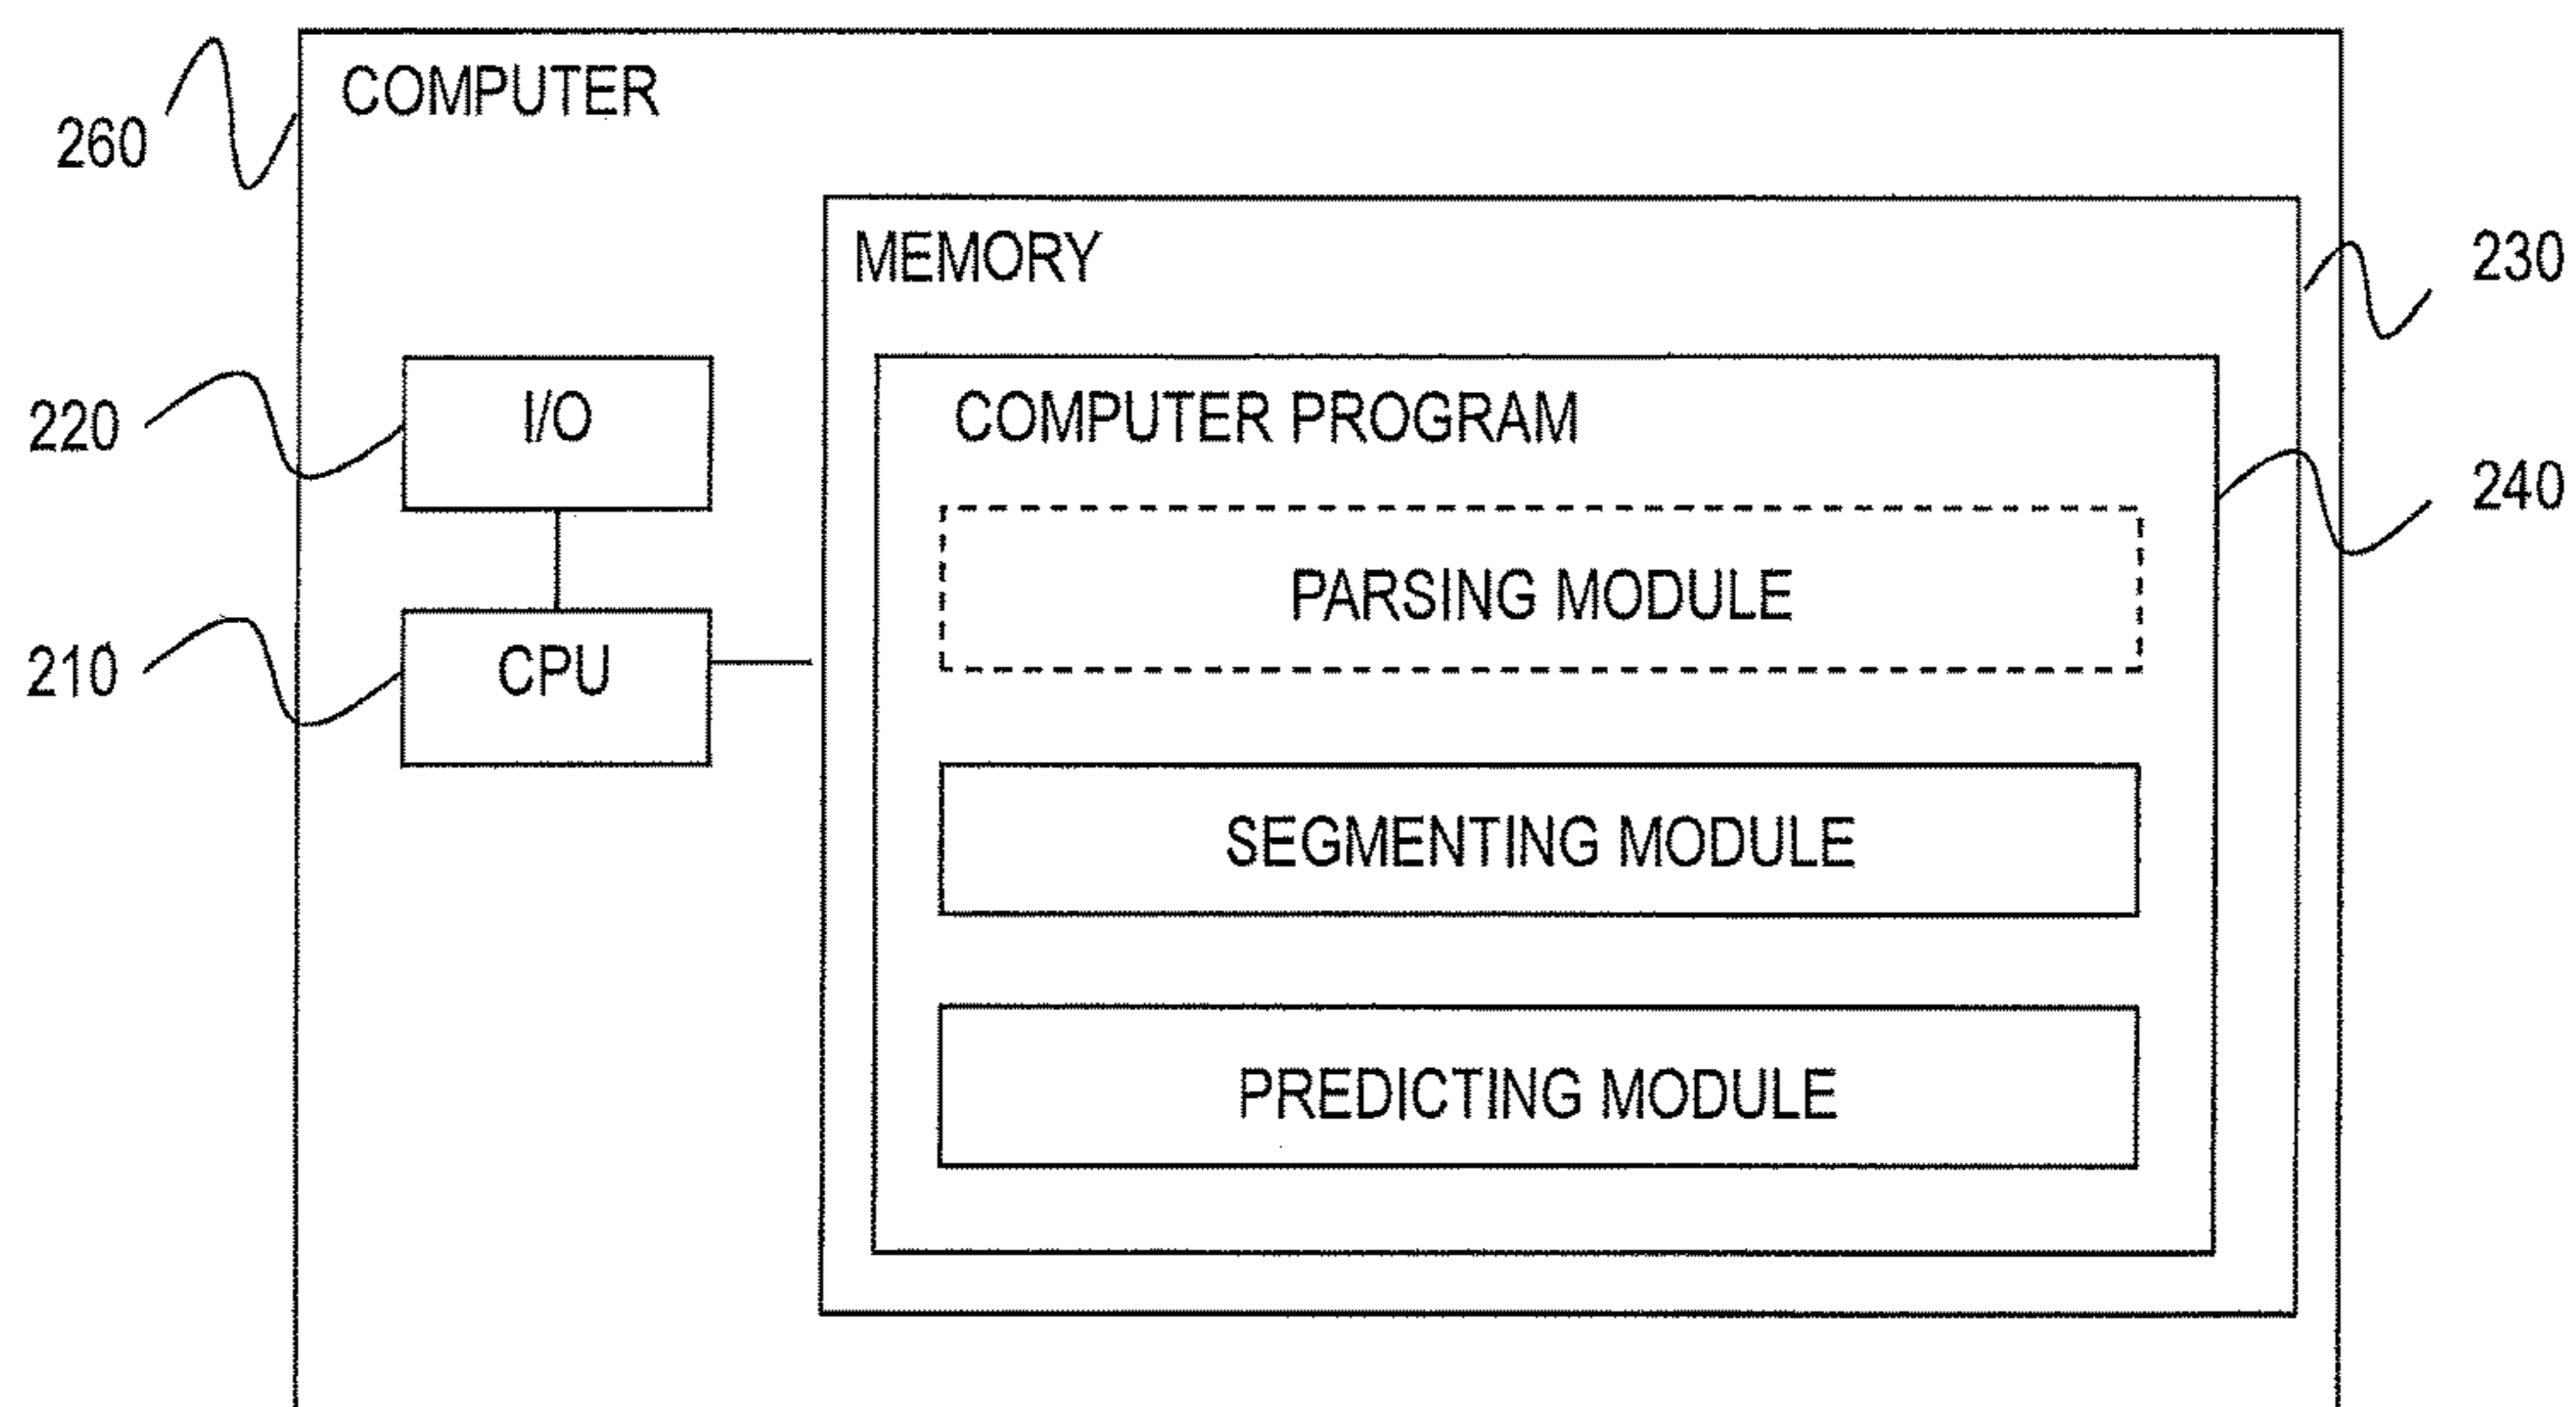 COMPUTER
260
MEMORY
230
I/O
220
COMPUTER PROGRAM
240
PARSING MODULE
CPU
210
SEGMENTING MODULE
PREDICTING MODULE